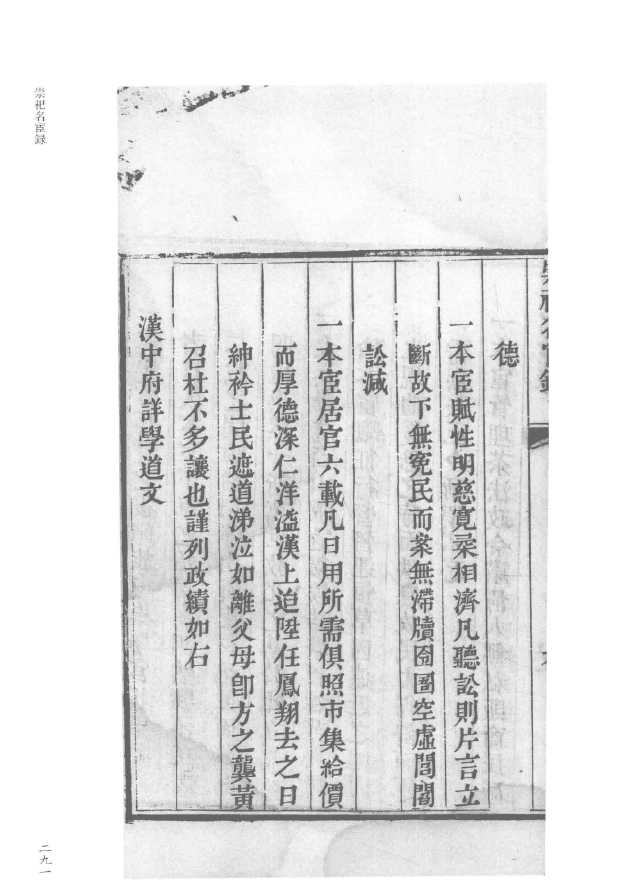 德
一本宦賦性明慈寬柔相濟凡聽訟則片言立
斷故下無寃民而案無滯牘囹圄空虛閭閻
訟減
一本宦居官六載凡日用所需俱照市集給價
而厚德深仁洋溢漢上迨陞任鳳翔去之日
紳衿士民遮道涕泣如離父母卽方之龔黃
召杜不多讓也謹列政績如右
漢中府詳學道文
崇祀名宦錄
二九一